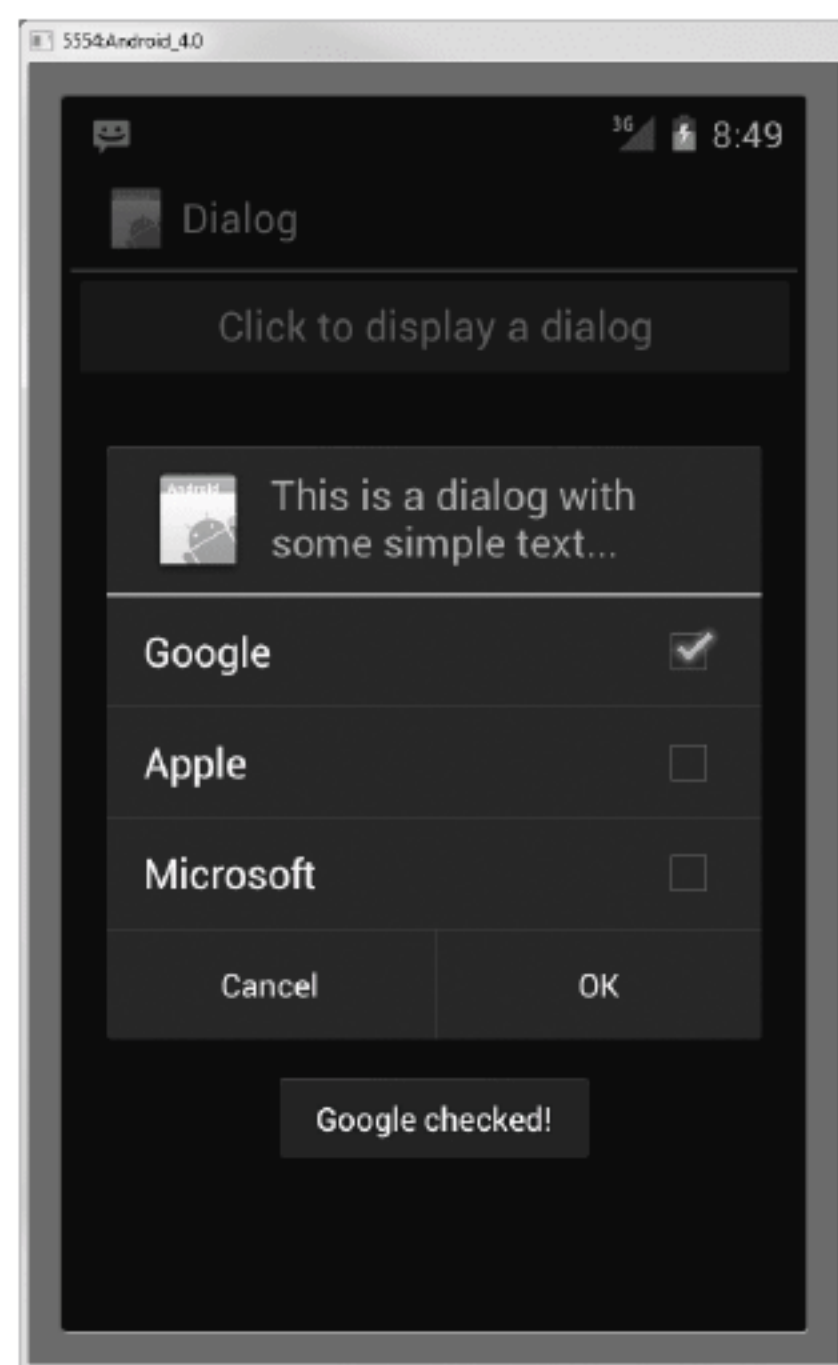 5554:Android_4.0
3G 8:49
Dialog
Click to display a dialog
Android
This is a dialog with
some simple text...
Google
Apple
Microsoft
Cancel OK
Google checked!